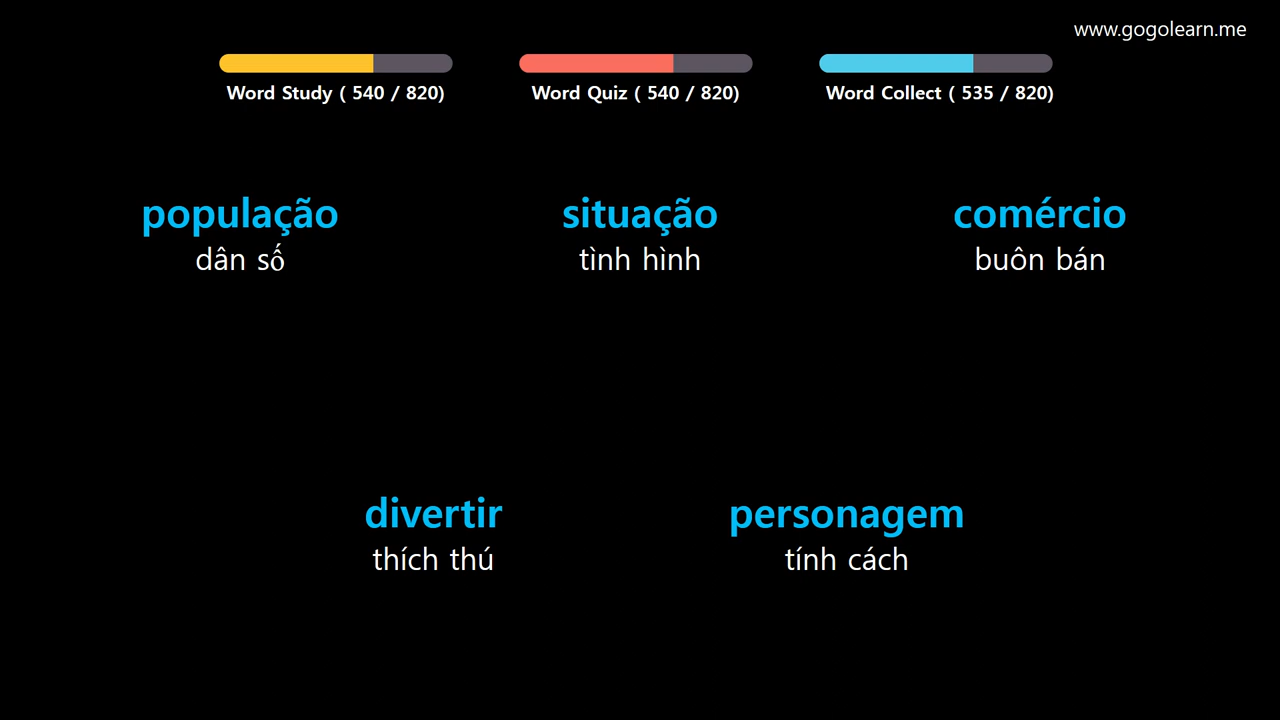 www.gogolearn.me
Word Study ( 540 / 820)
Word Quiz ( 540 / 820)
Word Collect ( 535 / 820)
população
dân số
situação
tình hình
comércio
buôn bán
divertir
thích thú
personagem
tính cách